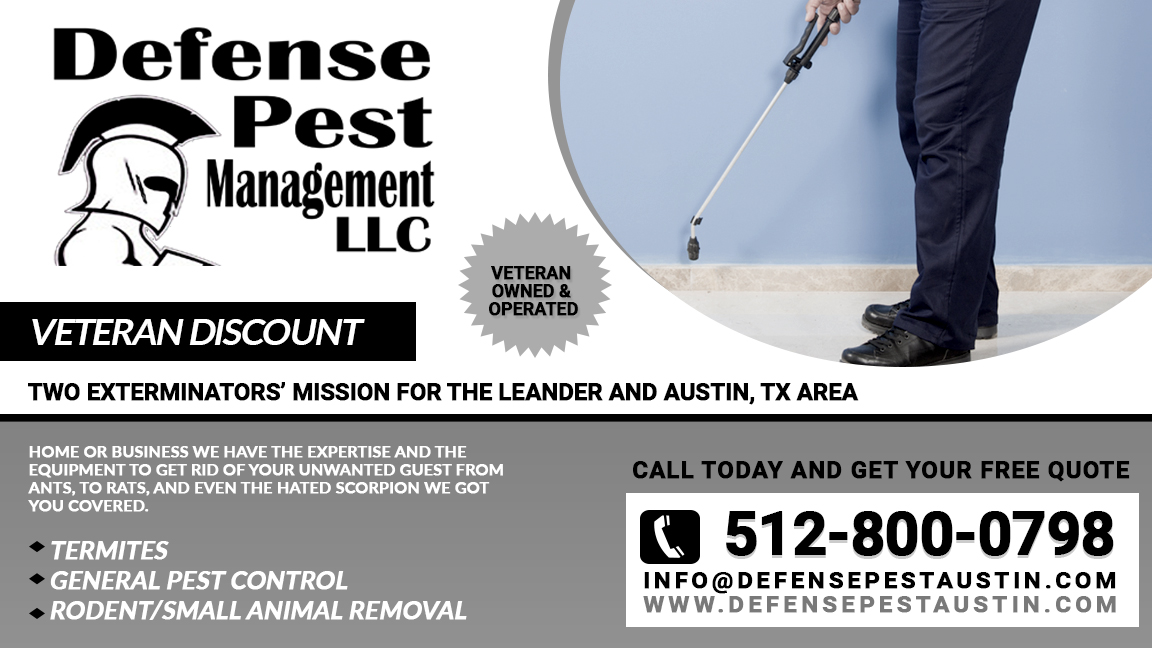 Defense
Pest
Management
LLC
VETERAN
OWNED &
OPERATED
VETERAN DISCOUNT
TWO EXTERMINATORS' MISSION FOR THE LEANDER AND AUSTIN, TX AREA
HOME OR BUSINESS WE HAVE THE EXPERTISE AND THE
EQUIPMENT TO GET RID OF YOUR UNWANTED GUEST FROM
ANTS, TO RATS, AND EVEN THE HATED SCORPION WE GOT
YOU COVERED.
TERMITES
GENERAL PEST CONTROL
RODENT/SMALL ANIMAL REMOVAL
CALL TODAY AND GET YOUR FREE QUOTE
512-800-0798
INFO@DEFENSEPESTAUSTIN.COM
WWW.DEFENSEPESTAUSTIN.COM